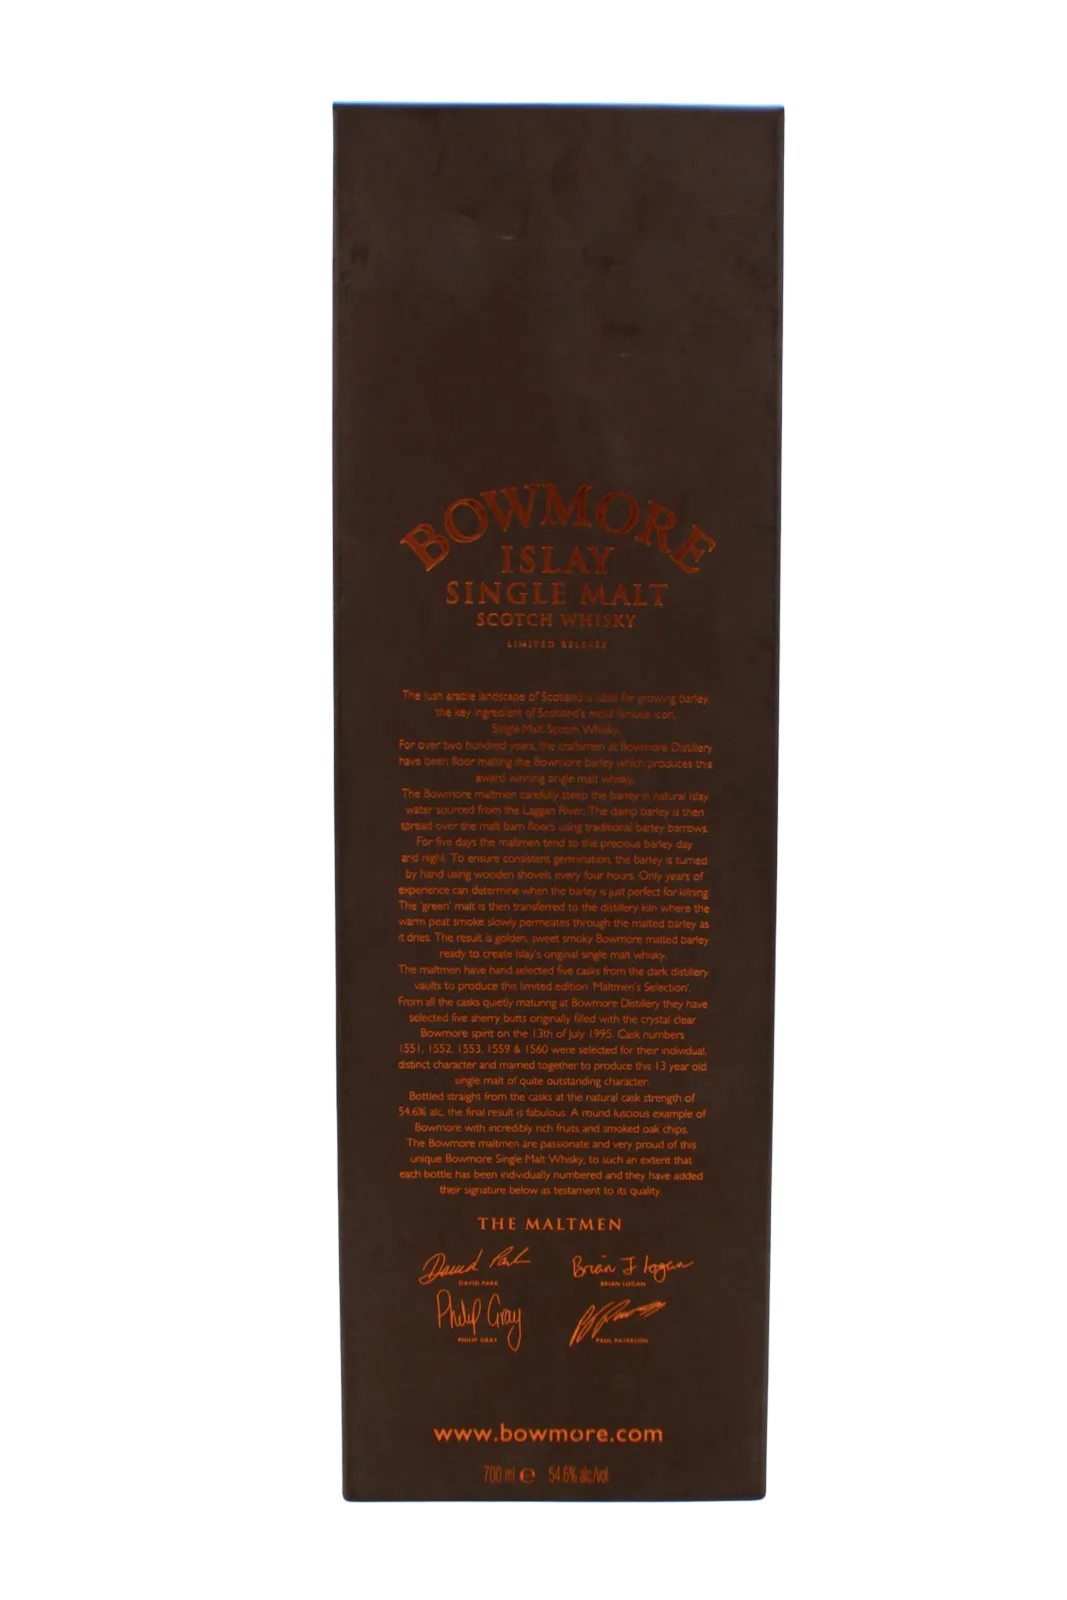 BOWMORE
ISLAY
SINGLE MALT
SCOTCH WHISKY
LIMITED RELEASE
The lush arable landscape of Scotland is ideal for growing barley
the key ingredient of Scotland's most famous icon,
Single Malt Scotch Whisky.
For over two hundred years, the craftsmen at Bowmore Distillery
have been floor malting the Bowmore barley which produces this
award winning single malt whisky.
The Bowmore maltmen carefully steep the barley in natural Islay
water sourced from the Laggan River. The damp barley is then
spread over the malt barn floors using traditional barley barrows.
For five days the maltmen tend to the precious barley day
and night. To ensure consistent germination, the barley is turned
by hand using wooden shovels every four hours. Only years of
experience can determine when the barley is just perfect for kilning.
The 'green' malt is then transferred to the distillery kiln where the
warm peat smoke slowly permeates through the malted barley as
it dries. The result is golden, sweet smoky Bowmore malted barley
ready to create Islay's original single malt whisky.
The maltmen have hand selected five casks from the dark distillery
vaults to produce this limited edition 'Maltmen's Selection'.
From all the casks quietly maturing at Bowmore Distillery they have
selected five sherry butts originally filled with the crystal clear
Bowmore spirit on the 13th of July 1995. Cask numbers
1551, 1552, 1553, 1559 & 1560 were selected for their individual,
distinct character and married together to produce this 13 year old
single malt of quite outstanding character.
Bottled straight from the casks at the natural cask strength of
54.6% alc, the final result is fabulous. A round luscious example of
Bowmore with incredibly rich fruits and smoked oak chips.
The Bowmore maltmen are passionate and very proud of this
unique Bowmore Single Malt Whisky, to such an extent that
each bottle has been individually numbered and they have added
their signature below as testament to its quality.
THE MALTMEN
David Park Brian J Logan
DAVID PARK BRIAN LOGAN
Philip Gray
PHILIP GRAY PAUL PATERSON
www.bowmore.com
700 ml e 54.6% alc/vol